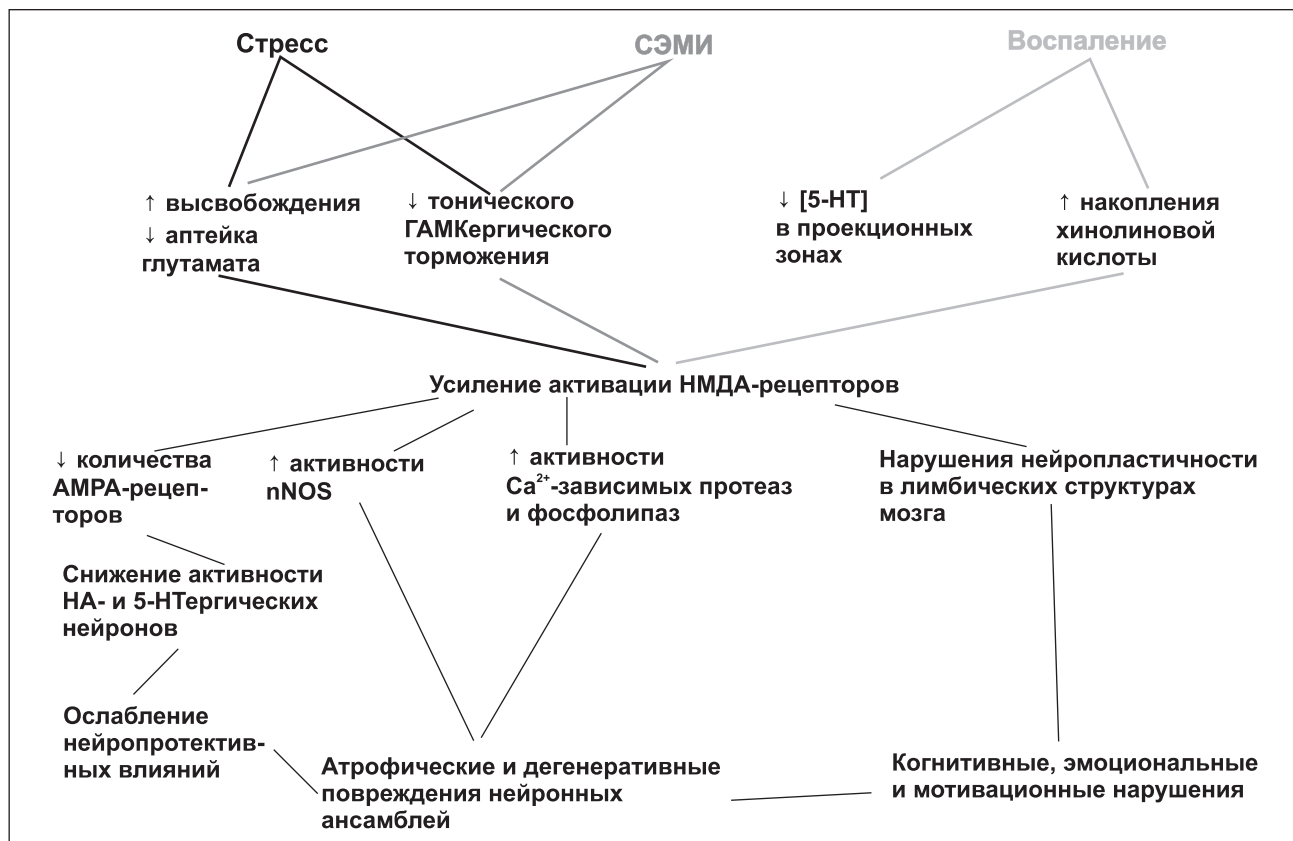 Стресс
СЭМИ
Воспаление
↑ высвобождения
↓ аптейка
глутамата
↓ тонического
ГАМКергического
торможения
↓ [5-НТ]
в проекционных
зонах
↑ накопления
хинолиновой
кислоты
Усиление активации НМДА-рецепторов
↓ количества
АМРА-рецеп-
торов
↑ активности
nNOS
↑ активности
Ca²⁺-зависимых протеаз
и фосфолипаз
Нарушения нейропластичности
в лимбических структурах
мозга
Снижение активности
НА- и 5-НТергических
нейронов
Ослабление
нейропротектив-
ных влияний
Атрофические и дегенеративные
повреждения нейронных
ансамблей
Когнитивные, эмоциональные
и мотивационные нарушения